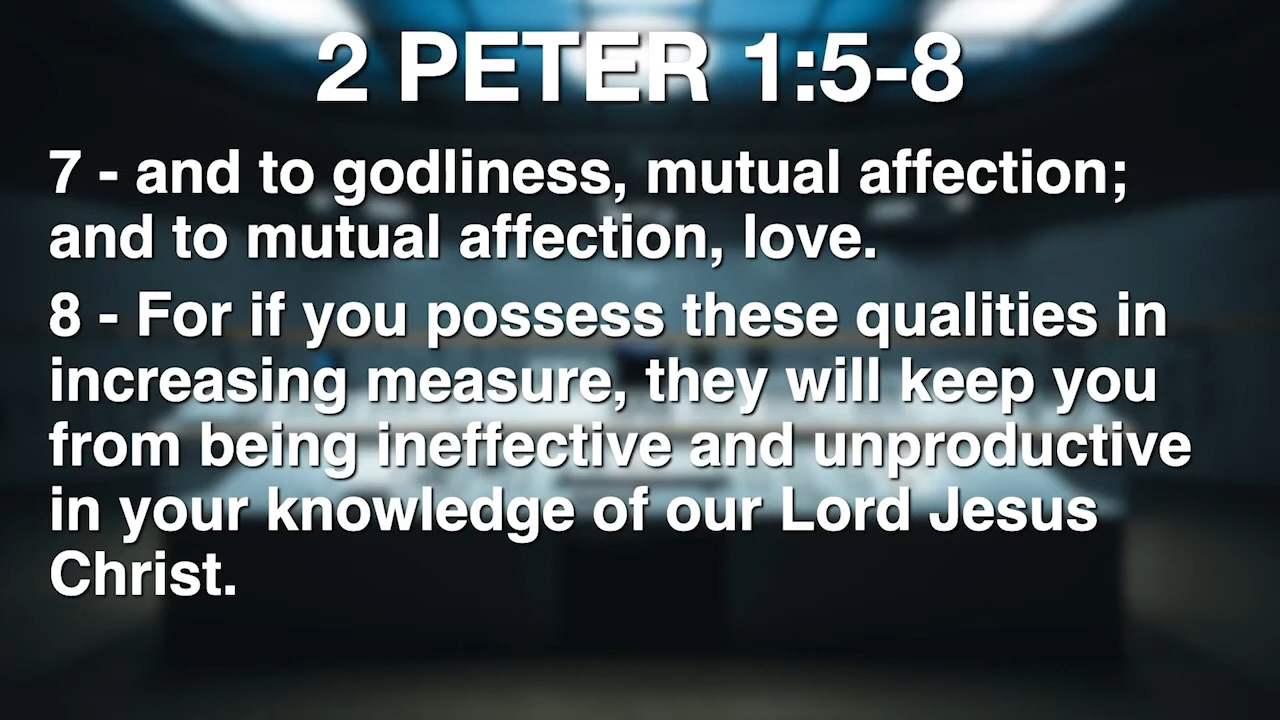 2 PETER 1:5-8
7 - and to godliness, mutual affection;
and to mutual affection, love.
8 - For if you possess these qualities in
increasing measure, they will keep you
from being ineffective and unproductive
in your knowledge of our Lord Jesus
Christ.